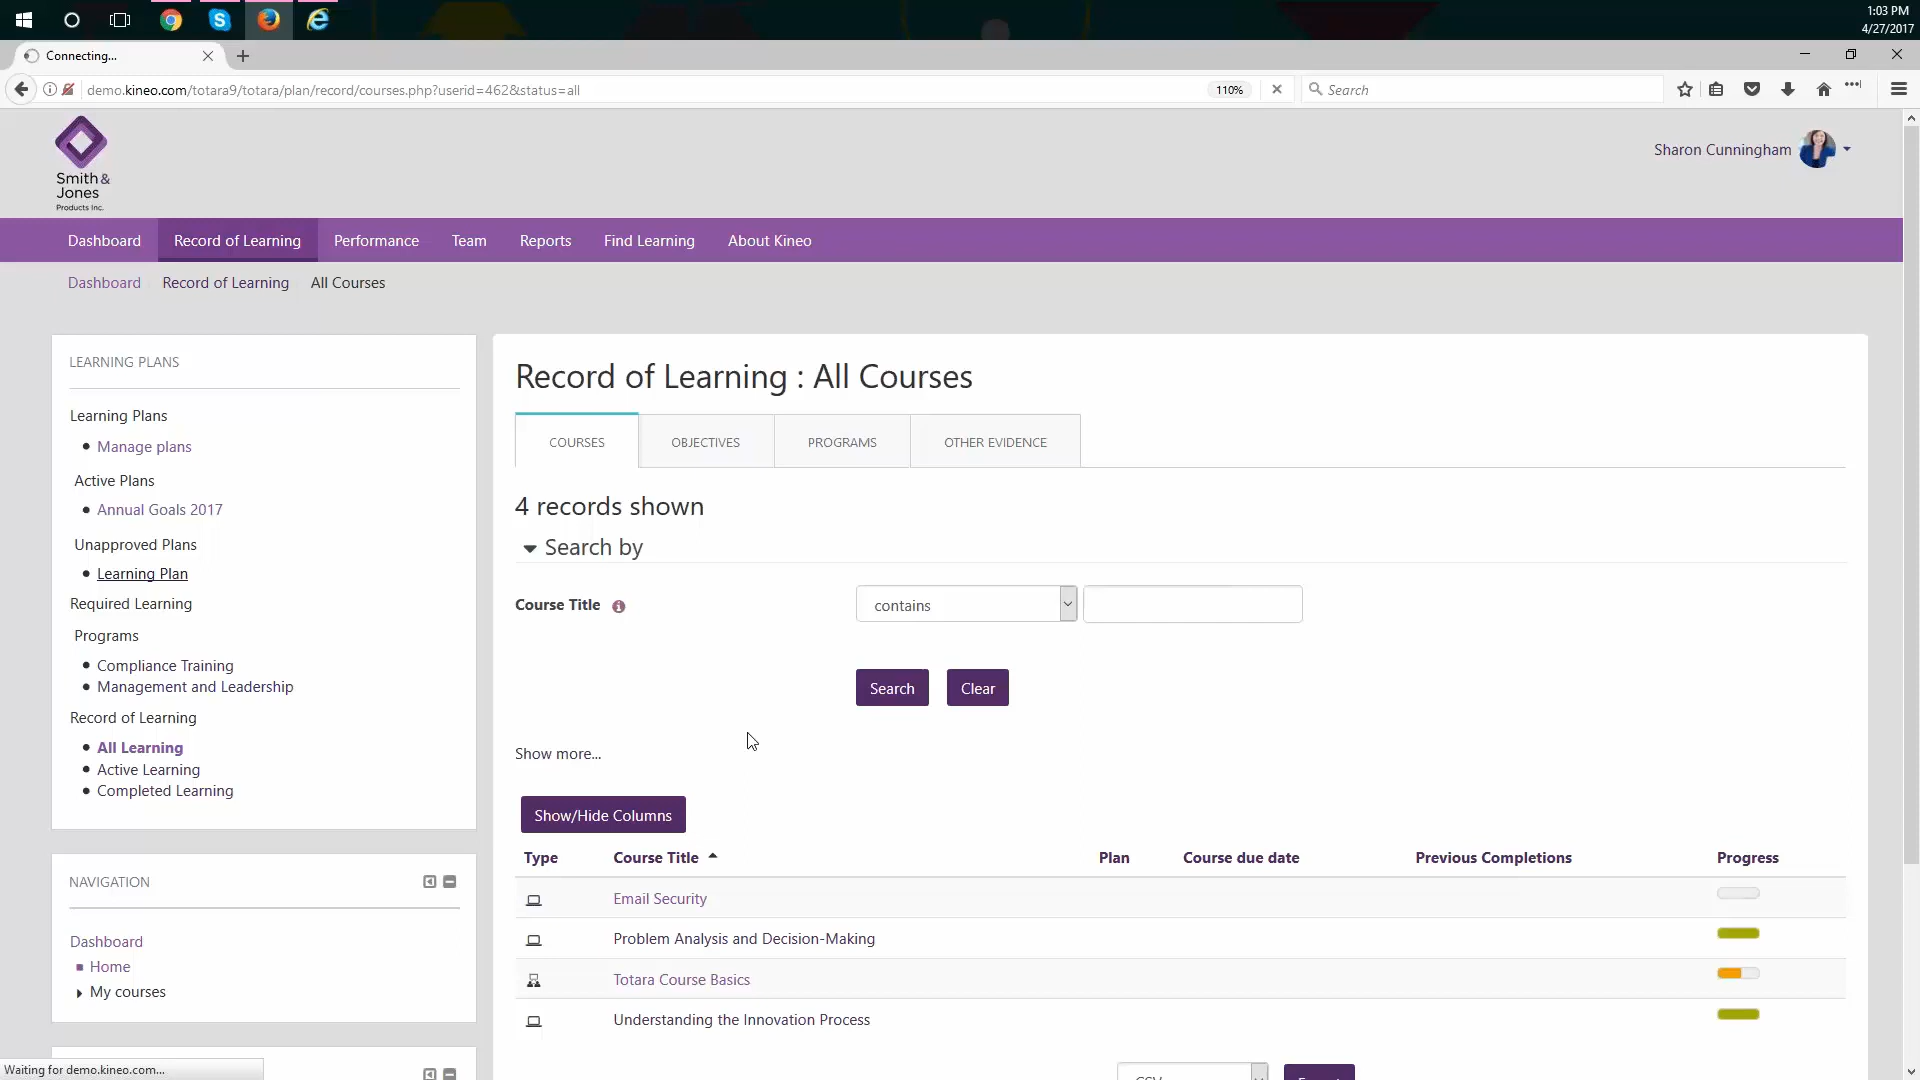 1:03 PM
4/27/2017
Connecting...
demo.kineo.com/totara9/totara/plan/record/courses.php?userid=462&status=all
110%
Search
Smith&
Jones
Products Inc.
Sharon Cunningham
Dashboard Record of Learning Performance Team Reports Find Learning About Kineo
Dashboard Record of Learning All Courses
LEARNING PLANS
Learning Plans
Manage plans
Active Plans
Annual Goals 2017
Unapproved Plans
Learning Plan
Required Learning
Programs
Compliance Training
Management and Leadership
Record of Learning
All Learning
Active Learning
Completed Learning
NAVIGATION
Dashboard
Home
My courses
Record of Learning : All Courses
COURSES OBJECTIVES PROGRAMS OTHER EVIDENCE
4 records shown
Search by
Course Title contains
Search Clear
Show more...
Show/Hide Columns
Type Course Title Plan Course due date Previous Completions Progress
Email Security
Problem Analysis and Decision-Making
Totara Course Basics
Understanding the Innovation Process
CSV
Waiting for demo.kineo.com...